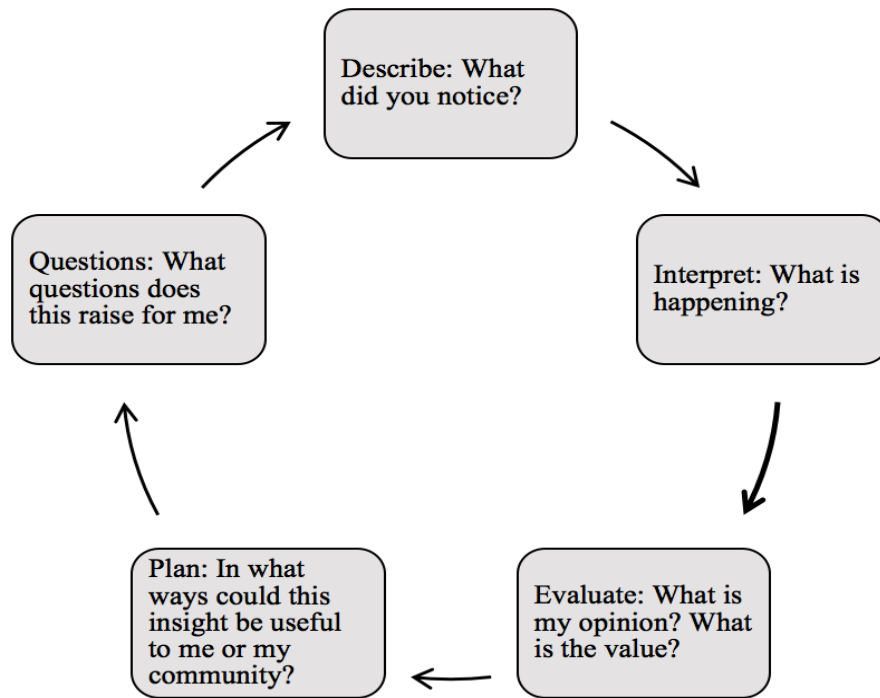 Describe: What
did you notice?
Interpret: What is
happening?
Evaluate: What is
my opinion? What
is the value?
Plan: In what
ways could this
insight be useful
to me or my
community?
Questions: What
questions does
this raise for me?